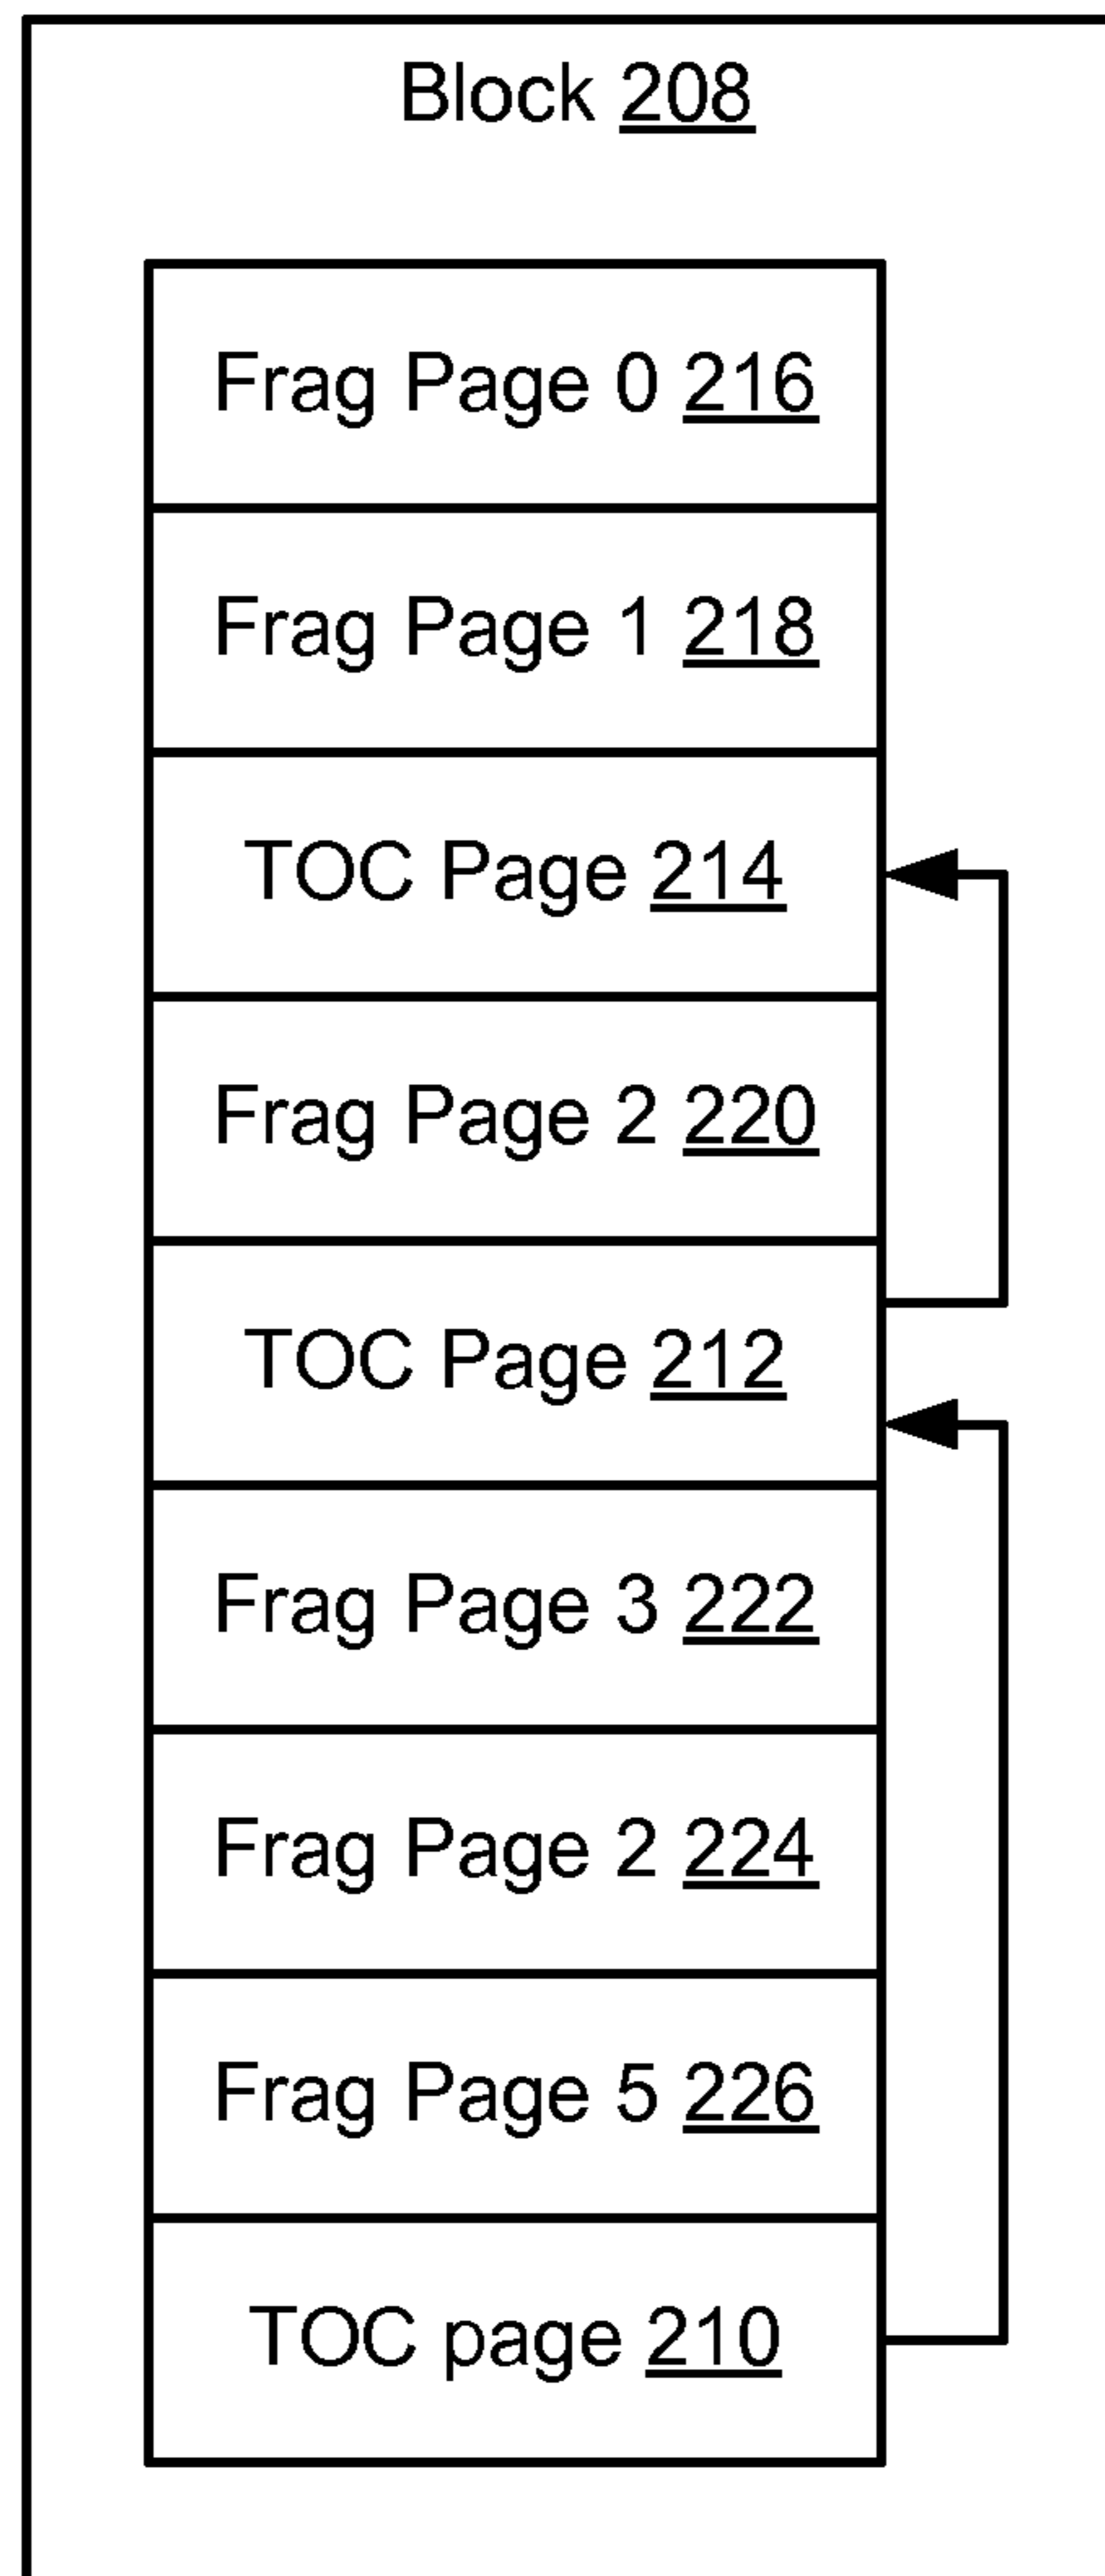 Block 208
Frag Page 0 216
Frag Page 1 218
TOC Page 214
Frag Page 2 220
TOC Page 212
Frag Page 3 222
Frag Page 2 224
Frag Page 5 226
TOC page 210